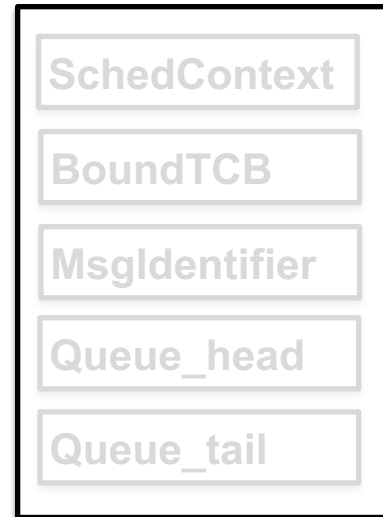 SchedContext
BoundTCB
MsgIdentifier
Queue_head
Queue_tail